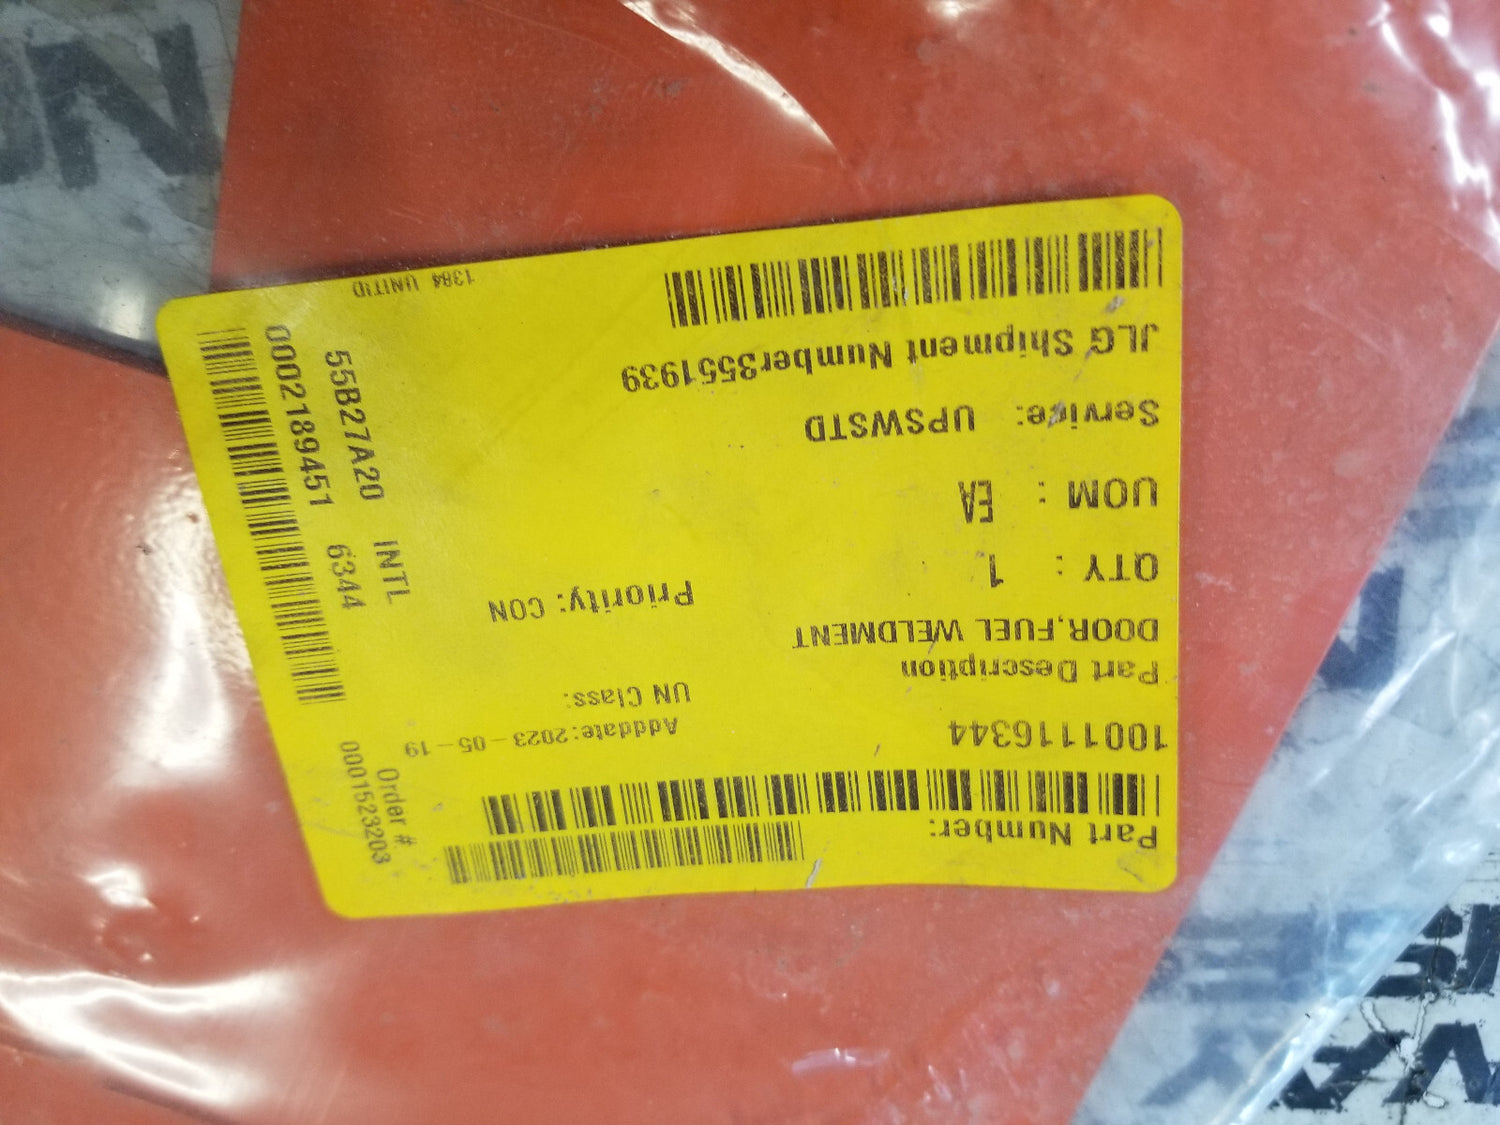 Part Number:
1001116344
Part Description
DOOR,FUEL WELDMENT
QTY : 1
UOM : EA
Service: UPSWSTD
JLG Shipment Number3551939
Adddate:2023-05-19
UN Class:
Priority: CON
1384 UNITID
Order #
0001523203
INTL
55B27A20 6344
0002189451